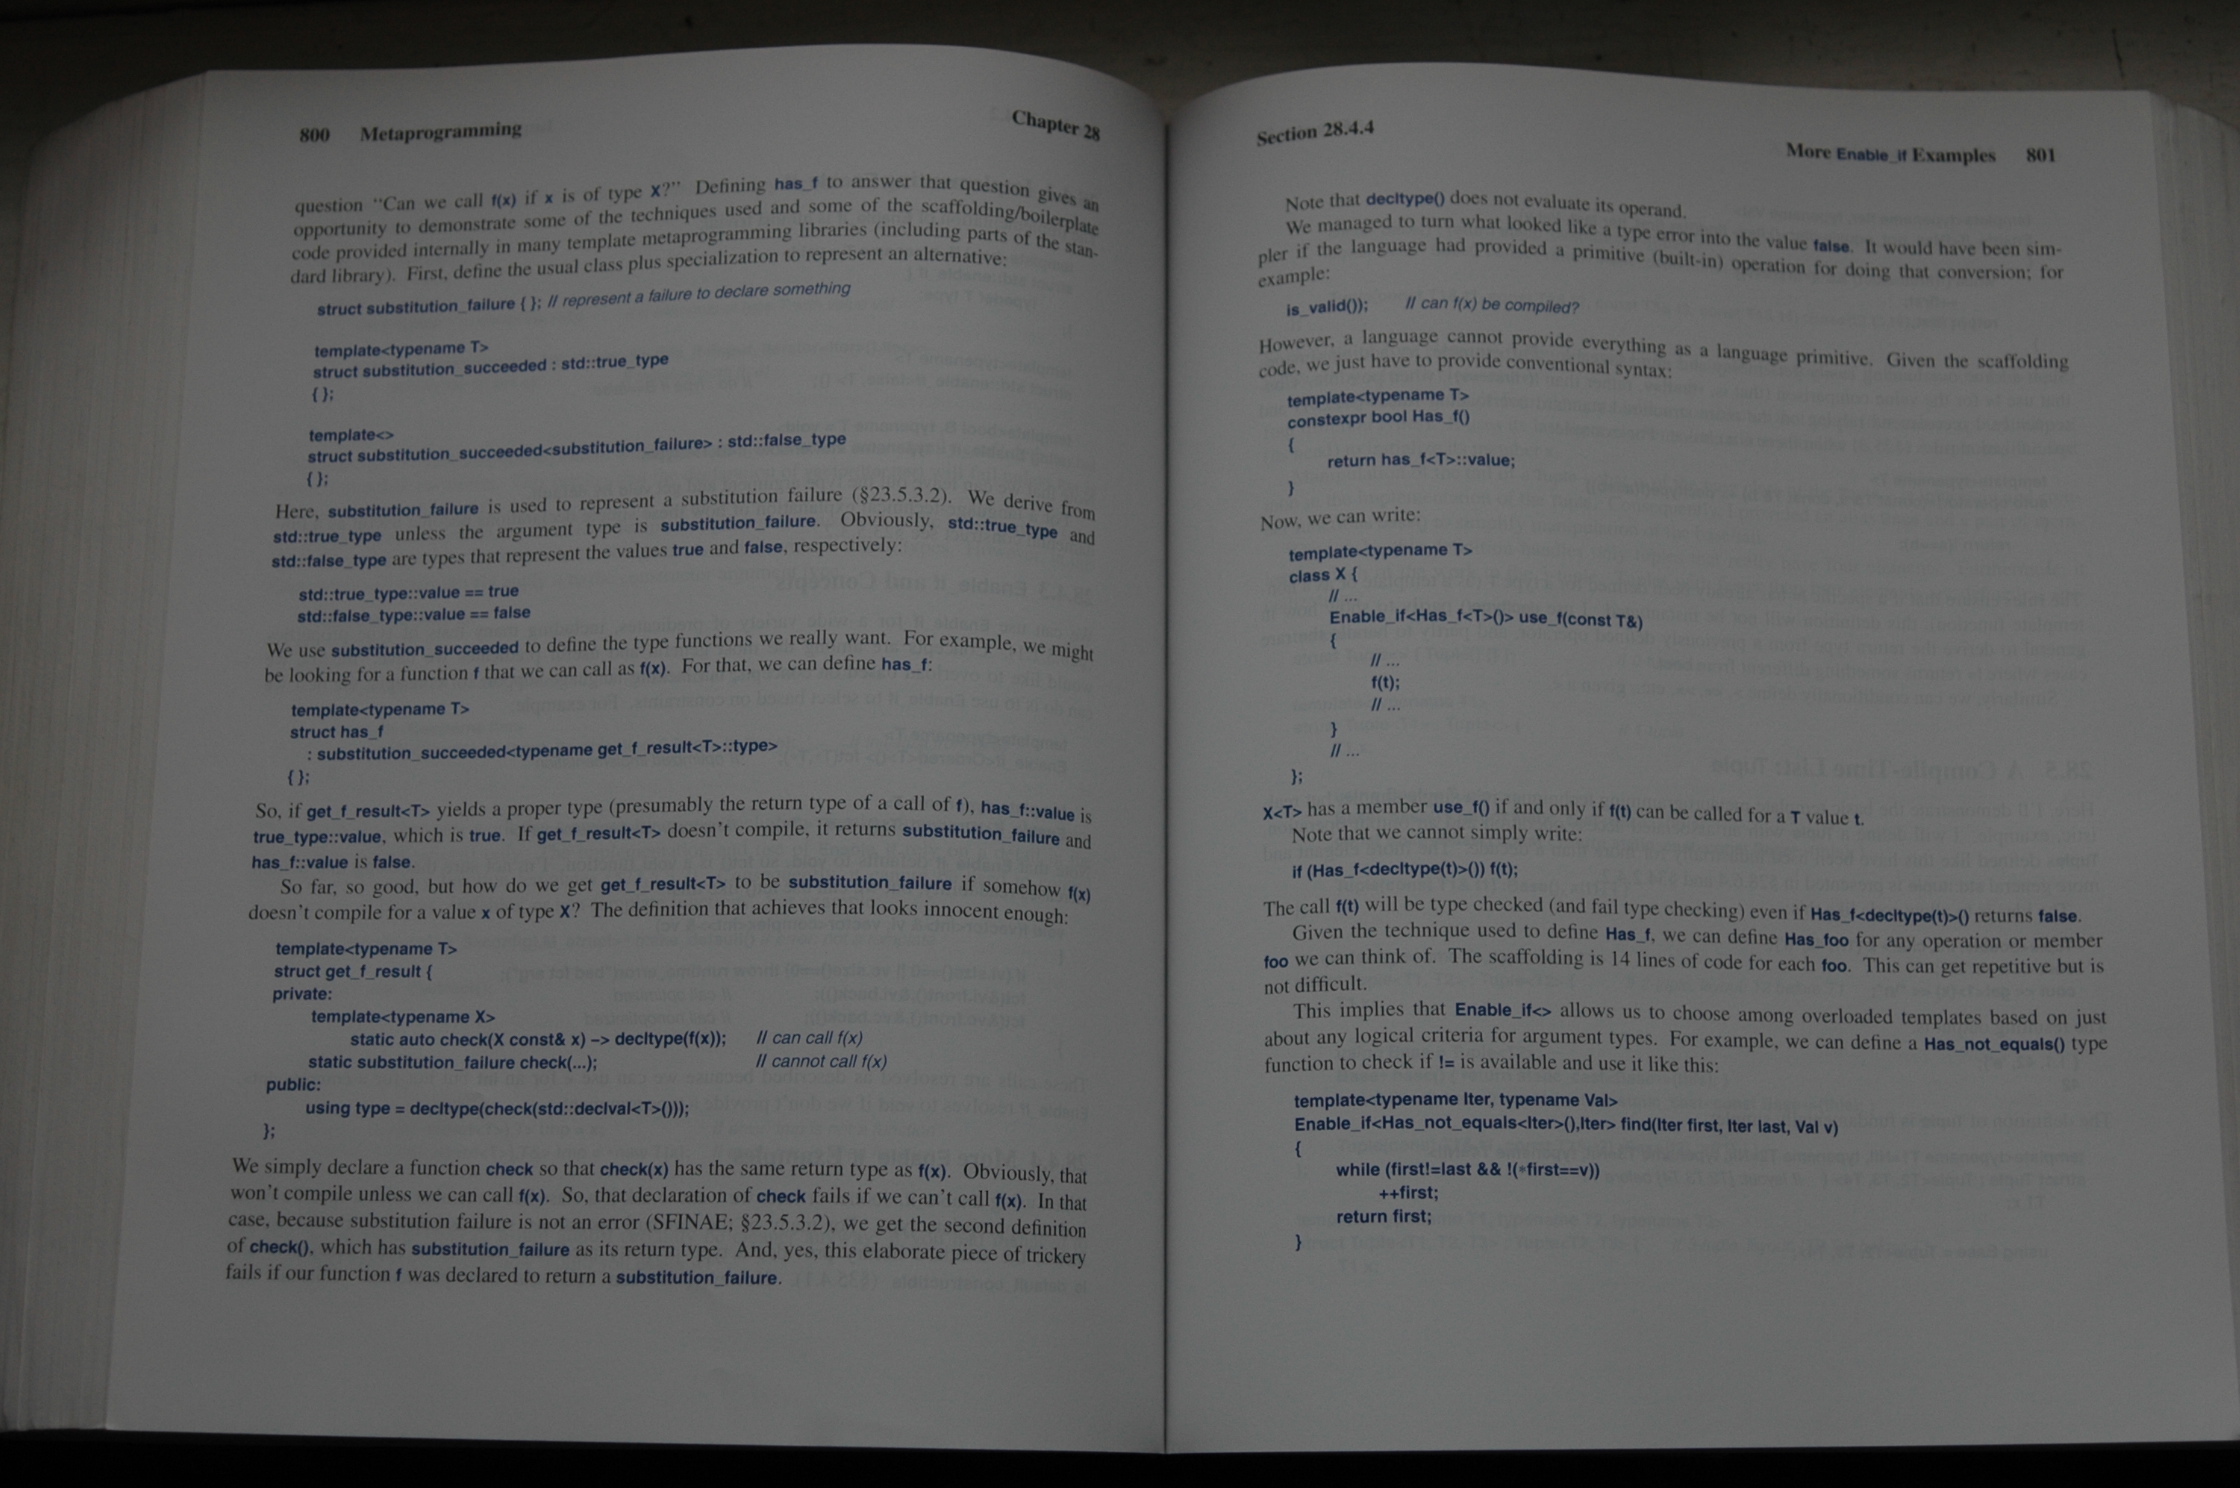 800 Metaprogramming Chapter 28
question “Can we call f(x) if x is of type X?” Defining has_f to answer that question gives an
opportunity to demonstrate some of the techniques used and some of the scaffolding/boilerplate
code provided internally in many template metaprogramming libraries (including parts of the stan-
dard library). First, define the usual class plus specialization to represent an alternative:
struct substitution_failure { }; // represent a failure to declare something
template<typename T>
struct substitution_succeeded : std::true_type
{ };
template<>
struct substitution_succeeded<substitution_failure> : std::false_type
{ };
Here, substitution_failure is used to represent a substitution failure (§23.5.3.2). We derive from
std::true_type unless the argument type is substitution_failure. Obviously, std::true_type and
std::false_type are types that represent the values true and false, respectively:
std::true_type::value == true
std::false_type::value == false
We use substitution_succeeded to define the type functions we really want. For example, we might
be looking for a function f that we can call as f(x). For that, we can define has_f:
template<typename T>
struct has_f
: substitution_succeeded<typename get_f_result<T>::type>
{ };
So, if get_f_result<T> yields a proper type (presumably the return type of a call of f), has_f::value is
true_type::value, which is true. If get_f_result<T> doesn’t compile, it returns substitution_failure and
has_f::value is false.
So far, so good, but how do we get get_f_result<T> to be substitution_failure if somehow f(x)
doesn’t compile for a value x of type X? The definition that achieves that looks innocent enough:
template<typename T>
struct get_f_result {
private:
template<typename X>
static auto check(X const& x) –> decltype(f(x)); // can call f(x)
static substitution_failure check(...); // cannot call f(x)
public:
using type = decltype(check(std::declval<T>()));
};
We simply declare a function check so that check(x) has the same return type as f(x). Obviously, that
won’t compile unless we can call f(x). So, that declaration of check fails if we can’t call f(x). In that
case, because substitution failure is not an error (SFINAE; §23.5.3.2), we get the second definition
of check(), which has substitution_failure as its return type. And, yes, this elaborate piece of trickery
fails if our function f was declared to return a substitution_failure.
Section 28.4.4 More Enable_if Examples 801
Note that decltype() does not evaluate its operand.
We managed to turn what looked like a type error into the value false. It would have been sim-
pler if the language had provided a primitive (built-in) operation for doing that conversion; for
example:
is_valid()); // can f(x) be compiled?
However, a language cannot provide everything as a language primitive. Given the scaffolding
code, we just have to provide conventional syntax:
template<typename T>
constexpr bool Has_f()
{
return has_f<T>::value;
}
Now, we can write:
template<typename T>
class X {
// ...
Enable_if<Has_f<T>()> use_f(const T&)
{
// ...
f(t);
// ...
}
// ...
};
X<T> has a member use_f() if and only if f(t) can be called for a T value t.
Note that we cannot simply write:
if (Has_f<decltype(t)>()) f(t);
The call f(t) will be type checked (and fail type checking) even if Has_f<decltype(t)>() returns false.
Given the technique used to define Has_f, we can define Has_foo for any operation or member
foo we can think of. The scaffolding is 14 lines of code for each foo. This can get repetitive but is
not difficult.
This implies that Enable_if<> allows us to choose among overloaded templates based on just
about any logical criteria for argument types. For example, we can define a Has_not_equals() type
function to check if != is available and use it like this:
template<typename Iter, typename Val>
Enable_if<Has_not_equals<Iter>(),Iter> find(Iter first, Iter last, Val v)
{
while (first!=last && !(*first==v))
++first;
return first;
}